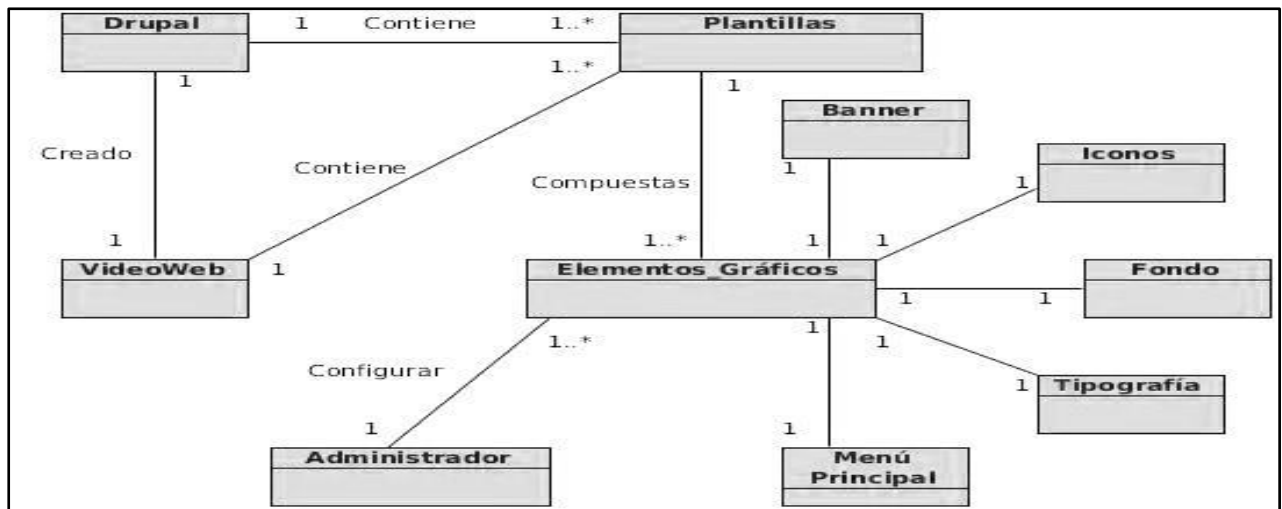 Drupal
1 Contiene 1..*
Plantillas
1
1..*
1
Banner
Creado
Contiene
Compuestas
1
Iconos
1
1
1
1..*
1
1
VideoWeb
1
Elementos_Gráficos
1
1
Fondo
1..*
1
1
Configurar
1
Tipografía
1
1
Administrador
Menú
Principal